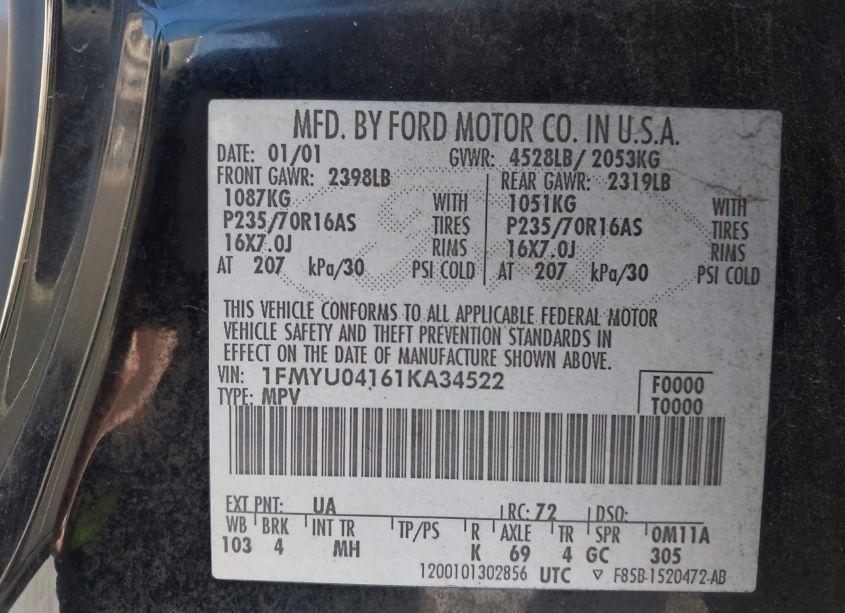 MFD. BY FORD MOTOR CO. IN U.S.A.
DATE: 01/01 GVWR: 4528LB/ 2053KG
FRONT GAWR: 2398LB REAR GAWR: 2319LB
1087KG WITH 1051KG WITH
P235/70R16AS TIRES P235/70R16AS TIRES
16X7.0J RIMS 16X7.0J RIMS
AT 207 kPa/30 PSI COLD AT 207 kPa/30 PSI COLD
THIS VEHICLE CONFORMS TO ALL APPLICABLE FEDERAL MOTOR
VEHICLE SAFETY AND THEFT PREVENTION STANDARDS IN
EFFECT ON THE DATE OF MANUFACTURE SHOWN ABOVE.
VIN: 1FMYU04161KA34522 F0000
TYPE: MPV T0000
EXT PNT: UA RC: 72 DSO:
WB BRK INT TR TP/PS R AXLE TR SPR 0M11A
103 4 MH K 69 4 GC 305
1200101302856 UTC ▽ F85B-1520472-AB